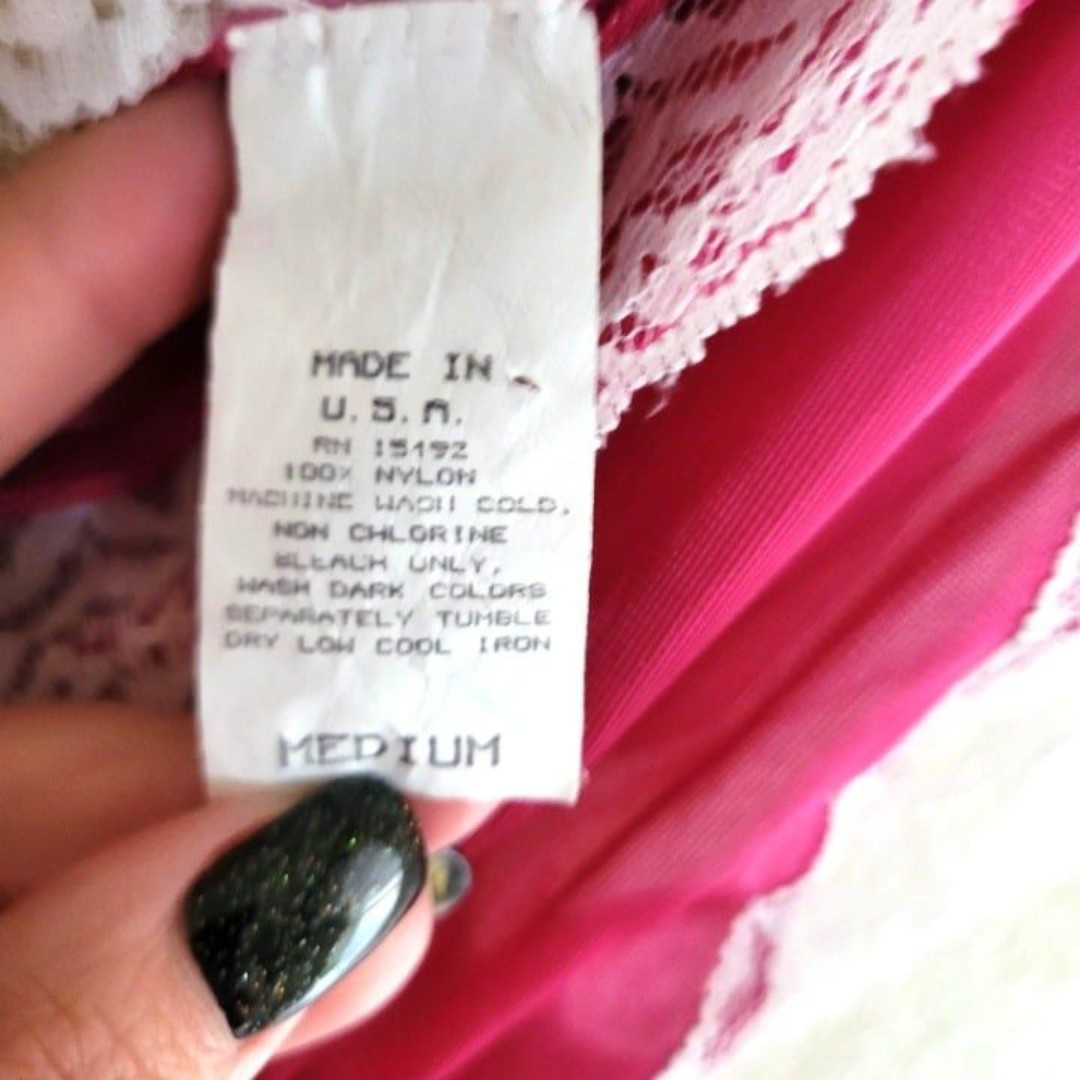 MADE IN
U.S.A.
RN 15492
100% NYLON
MACHINE WASH COLD,
NON CHLORINE
BLEACH ONLY,
WASH DARK COLORS
SEPARATELY TUMBLE
DRY LOW COOL IRON
MEDIUM